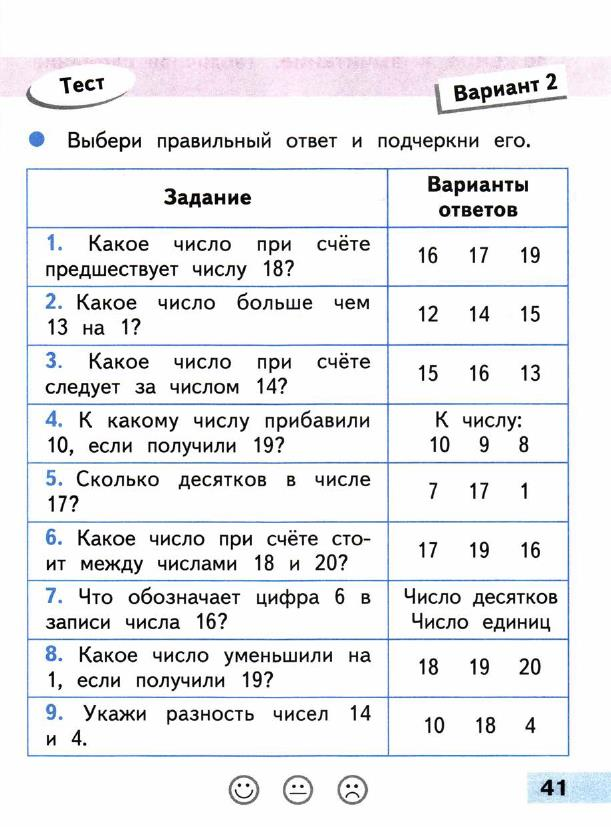 Тест
Вариант 2
Выбери правильный ответ и подчеркни его.
Задание
Варианты
ответов
1. Какое число при счёте
предшествует числу 18?
16 17 19
2. Какое число больше чем
13 на 1?
12 14 15
3. Какое число при счёте
следует за числом 14?
15 16 13
4. К какому числу прибавили
10, если получили 19?
К числу:
10 9 8
5. Сколько десятков в числе
17?
7 17 1
6. Какое число при счёте сто-
ит между числами 18 и 20?
17 19 16
7. Что обозначает цифра 6 в
записи числа 16?
Число десятков
Число единиц
8. Какое число уменьшили на
1, если получили 19?
18 19 20
9. Укажи разность чисел 14
и 4.
10 18 4
41